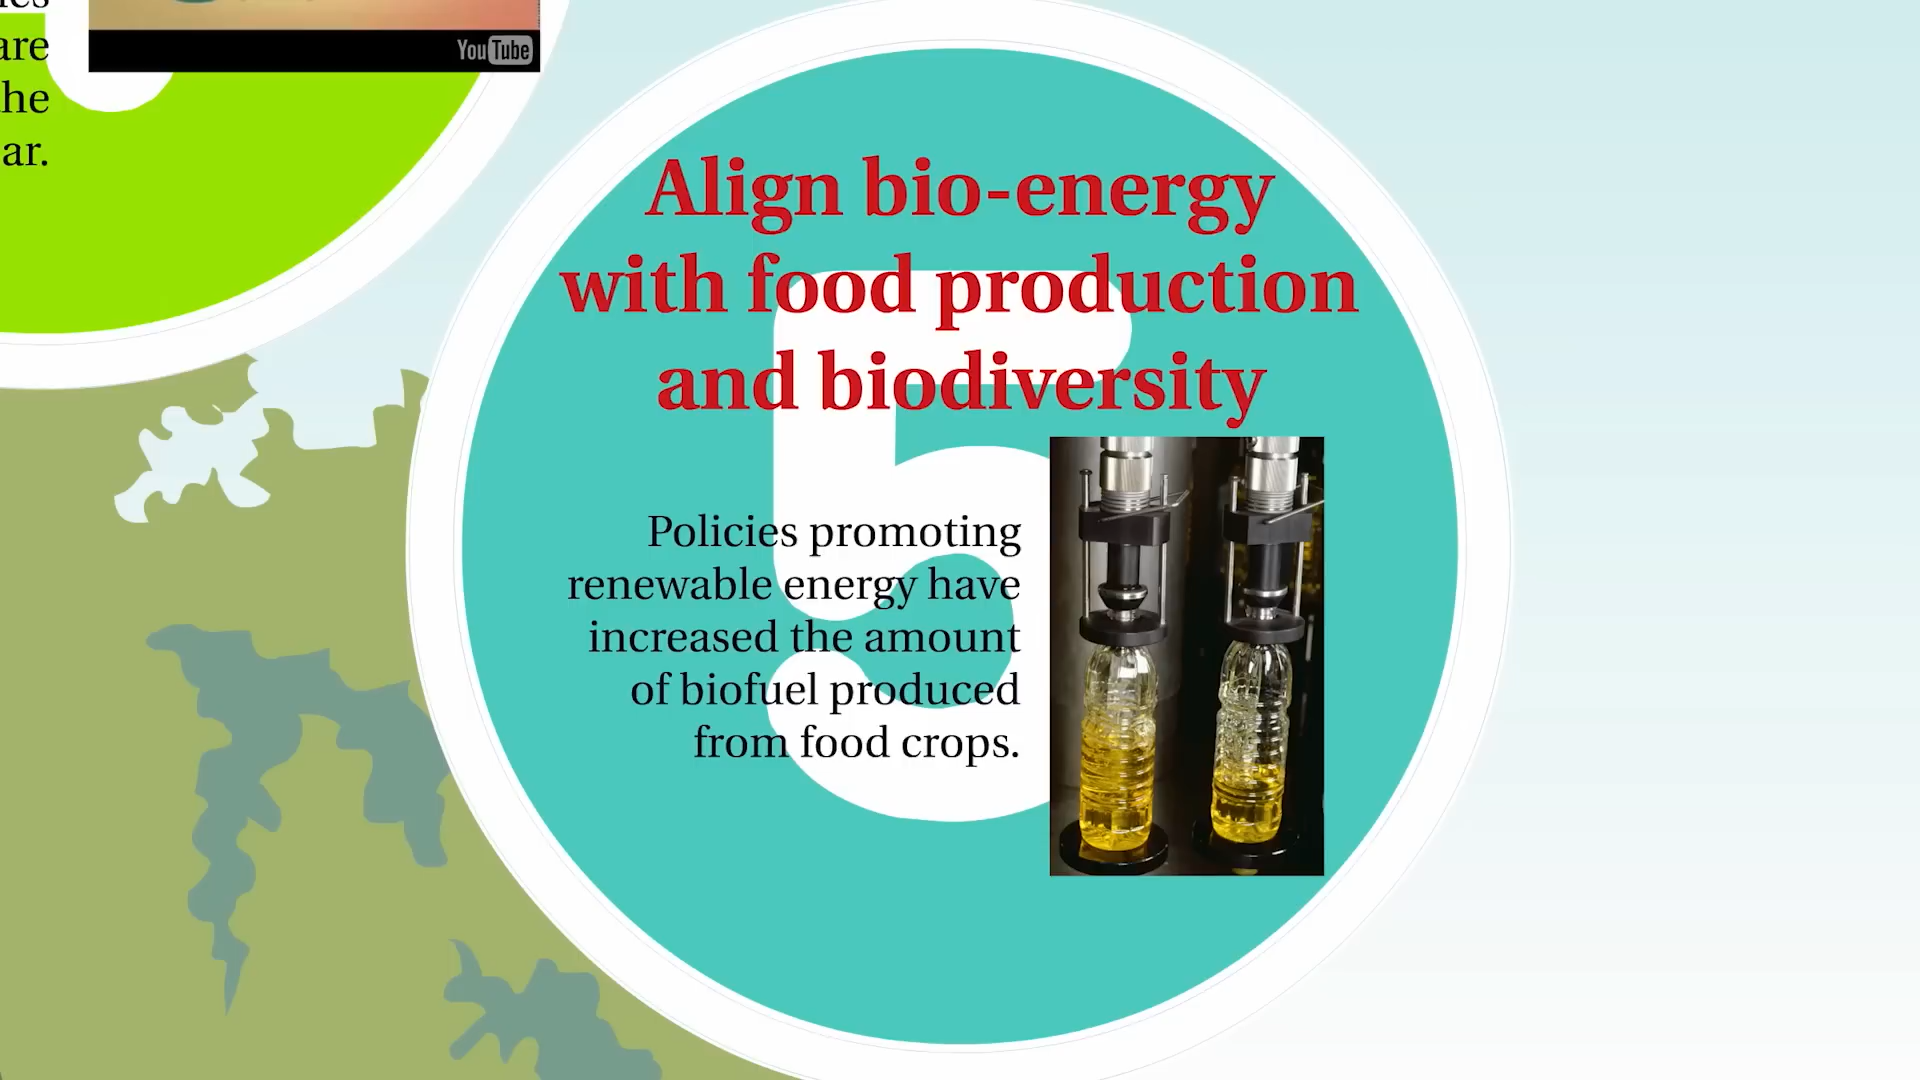 are
he
ar.
YouTube
5
Align bio-energy
with food production
and biodiversity
Policies promoting
renewable energy have
increased the amount
of biofuel produced
from food crops.